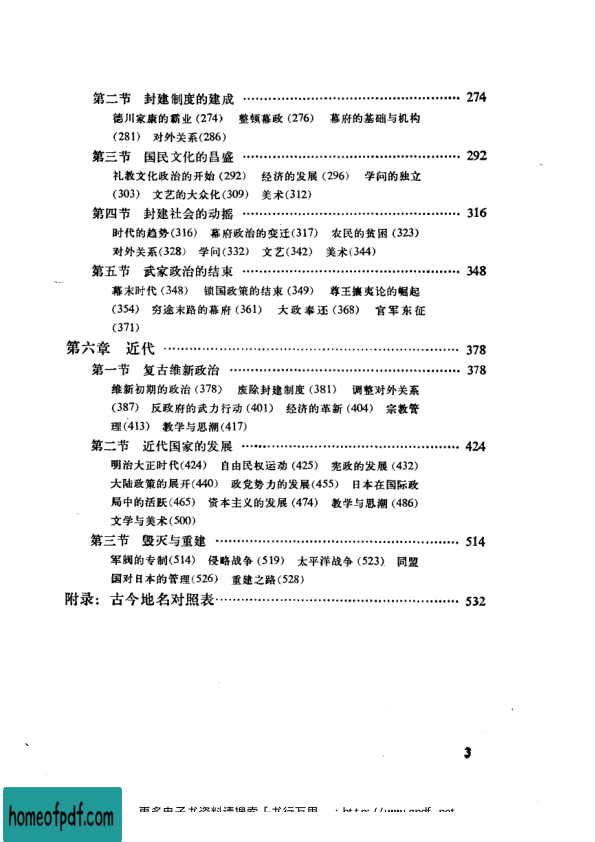 第二节 封建制度的建成 …………………………………………… 274
德川家康的霸业(274) 整顿幕政(276) 幕府的基础与机构
(281) 对外关系(286)
第三节 国民文化的昌盛 …………………………………………… 292
礼教文化政治的开始(292) 经济的发展(296) 学问的独立
(303) 文艺的大众化(309) 美术(312)
第四节 封建社会的动摇 …………………………………………… 316
时代的趋势(316) 幕府政治的变迁(317) 农民的贫困(323)
对外关系(328) 学问(332) 文艺(342) 美术(344)
第五节 武家政治的结束 …………………………………………… 348
幕末时代(348) 锁国政策的结束(349) 尊王攘夷论的崛起
(354) 穷途末路的幕府(361) 大政奉还(368) 官军东征
(371)
第六章 近代 …………………………………………………………… 378
第一节 复古维新政治 ……………………………………………… 378
维新初期的政治(378) 废除封建制度(381) 调整对外关系
(387) 反政府的武力行动(401) 经济的革新(404) 宗教管
理(413) 教学与思潮(417)
第二节 近代国家的发展 …………………………………………… 424
明治大正时代(424) 自由民权运动(425) 宪政的发展(432)
大陆政策的展开(440) 政党势力的发展(455) 日本在国际政
局中的活跃(465) 资本主义的发展(474) 教学与思潮(486)
文学与美术(500)
第三节 毁灭与重建 ………………………………………………… 514
军阀的专制(514) 侵略战争(519) 太平洋战争(523) 同盟
国对日本的管理(526) 重建之路(528)
附录：古今地名对照表………………………………………………… 532
3
homeofpdf.com